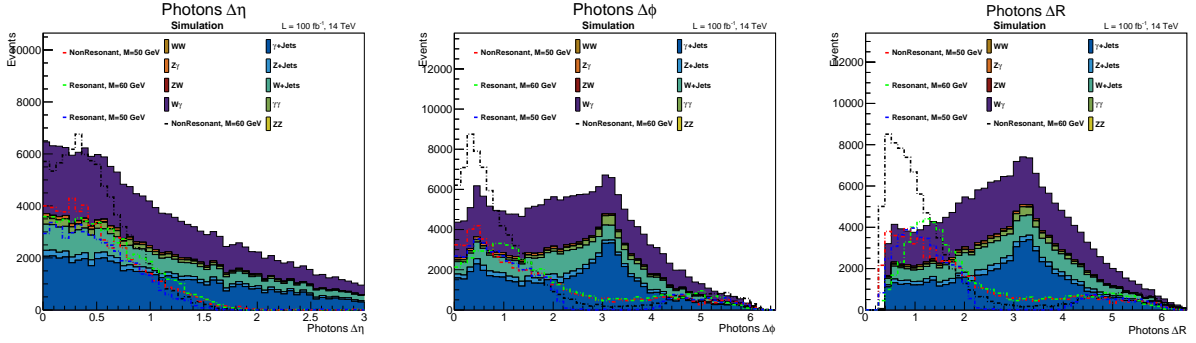 Photons Δη
Simulation
L = 100 fb⁻¹, 14 TeV
Events
NonResonant, M=50 GeV
Resonant, M=60 GeV
Resonant, M=50 GeV
WW
Zγ
ZW
Wγ
NonResonant, M=60 GeV
γ+Jets
Z+Jets
W+Jets
γγ
ZZ
10000
8000
6000
4000
2000
0
0 0.5 1 1.5 2 2.5 3
Photons Δη
Photons Δϕ
Simulation
L = 100 fb⁻¹, 14 TeV
Events
NonResonant, M=50 GeV
Resonant, M=60 GeV
Resonant, M=50 GeV
WW
Zγ
ZW
Wγ
NonResonant, M=60 GeV
γ+Jets
Z+Jets
W+Jets
γγ
ZZ
12000
10000
8000
6000
4000
2000
0
0 1 2 3 4 5 6
Photons Δϕ
Photons ΔR
Simulation
L = 100 fb⁻¹, 14 TeV
Events
NonResonant, M=50 GeV
Resonant, M=60 GeV
Resonant, M=50 GeV
WW
Zγ
ZW
Wγ
NonResonant, M=60 GeV
γ+Jets
Z+Jets
W+Jets
γγ
ZZ
12000
10000
8000
6000
4000
2000
0
0 1 2 3 4 5 6
Photons ΔR